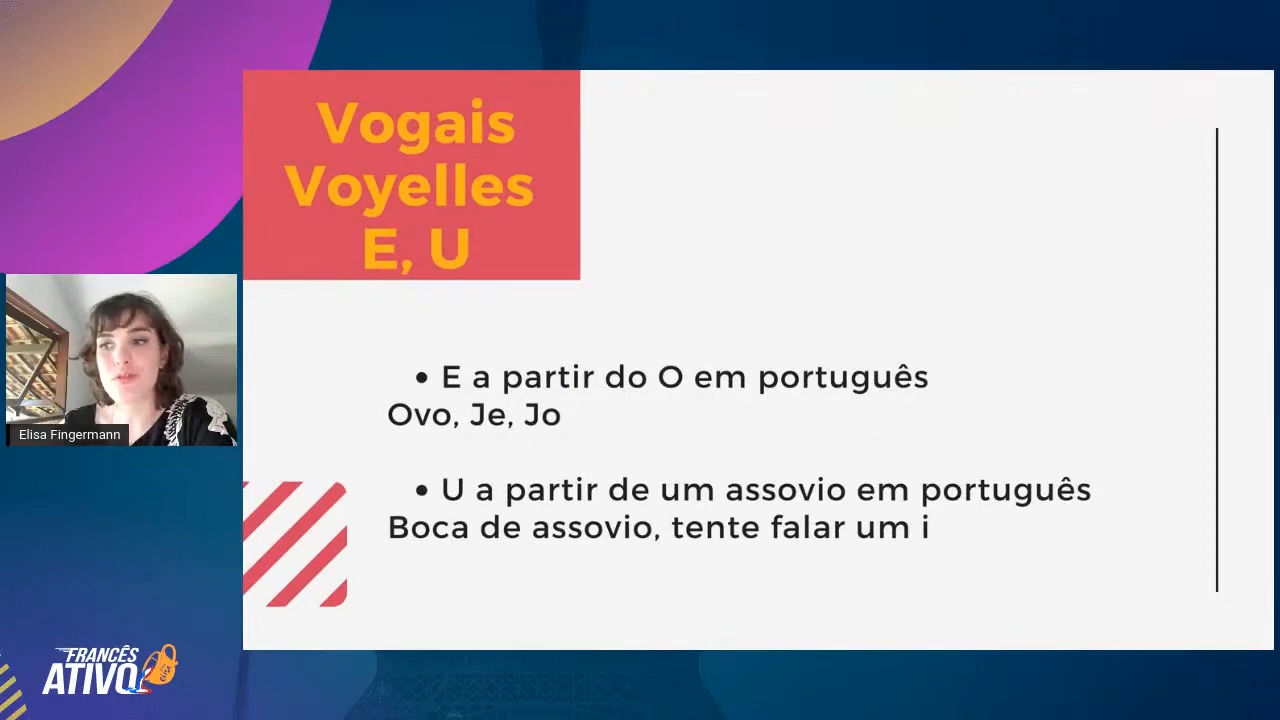 Vogais
Voyelles
E, U
• E a partir do O em português
Ovo, Je, Jo
• U a partir de um assovio em português
Boca de assovio, tente falar um i
Elisa Fingermann
FRANCÊS
ATIVO